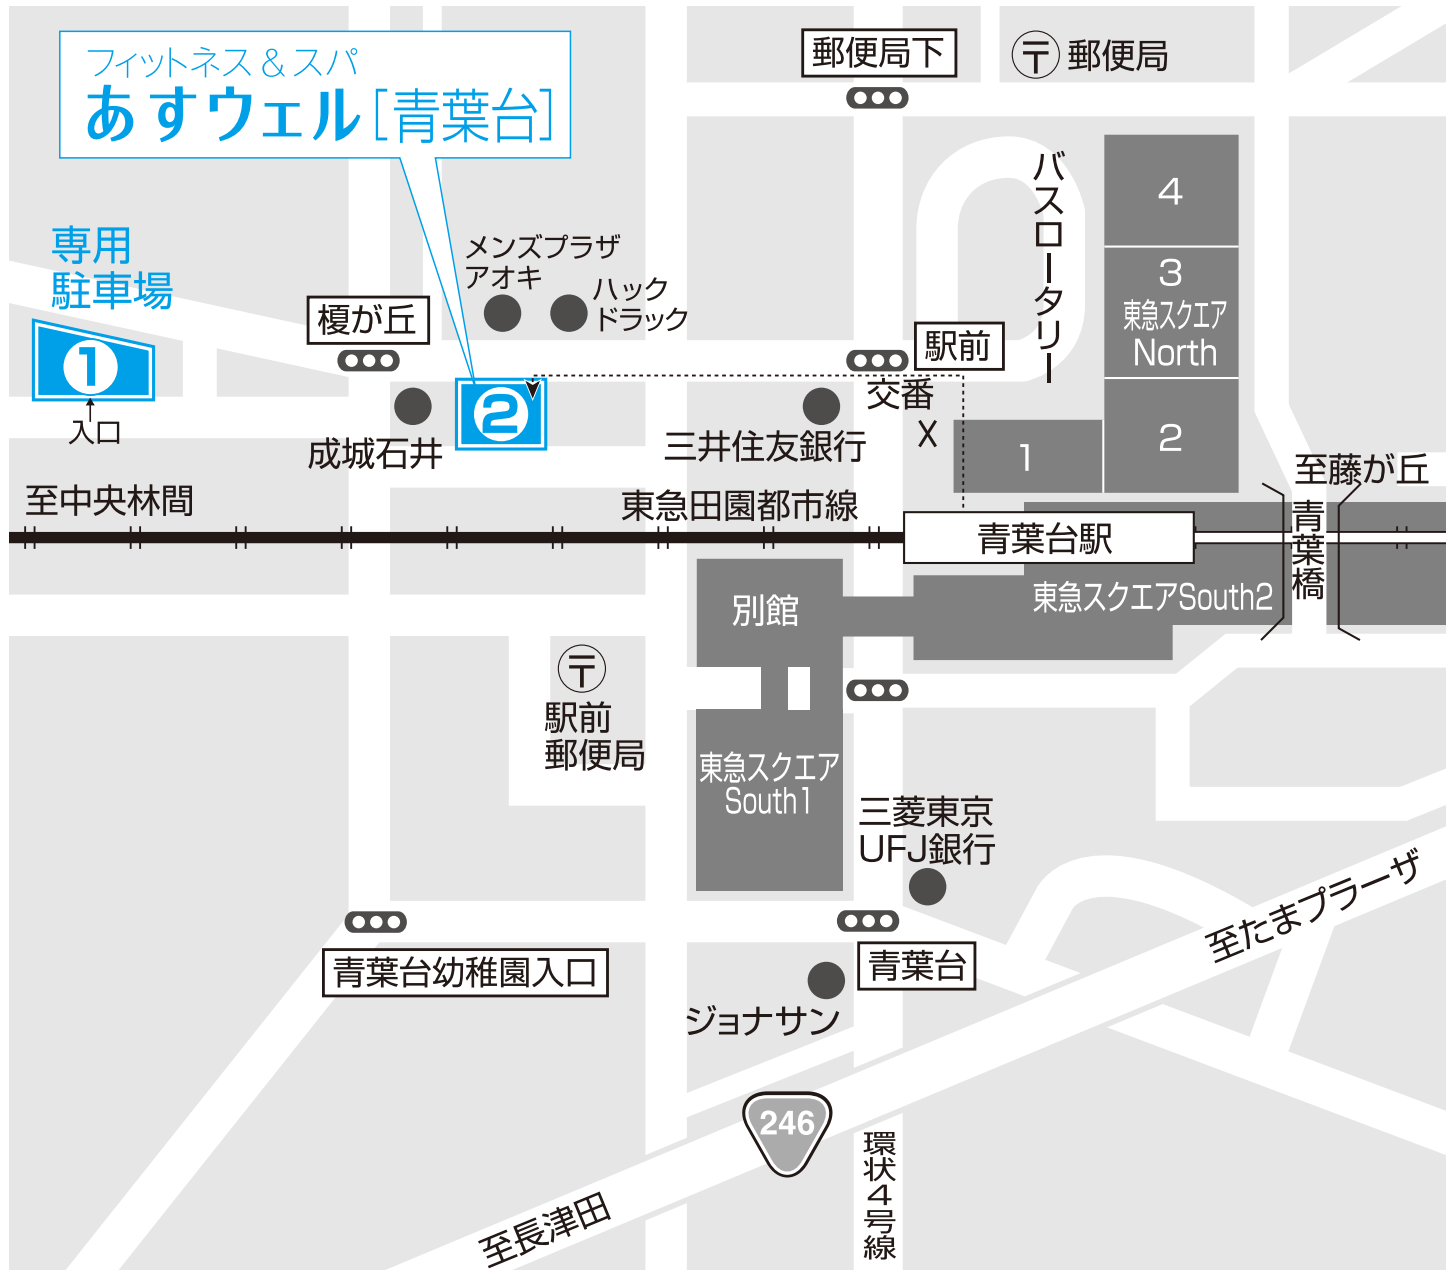 フィットネス＆スパ
あすウェル[青葉台]
郵便局下
〒郵便局
専用
駐車場
1
入口
榎が丘
メンズプラザ
アオキ
ハック
ドラック
2
成城石井
駅前
交番
X
三井住友銀行
バスロータリー
4
3
東急スクエア
North
2
1
至藤が丘
至中央林間
東急田園都市線
青葉台駅
青葉橋
別館
東急スクエアSouth2
〒
駅前
郵便局
東急スクエア
South1
三菱東京
UFJ銀行
至たまプラーザ
青葉台幼稚園入口
青葉台
ジョナサン
246
環状4号線
至長津田